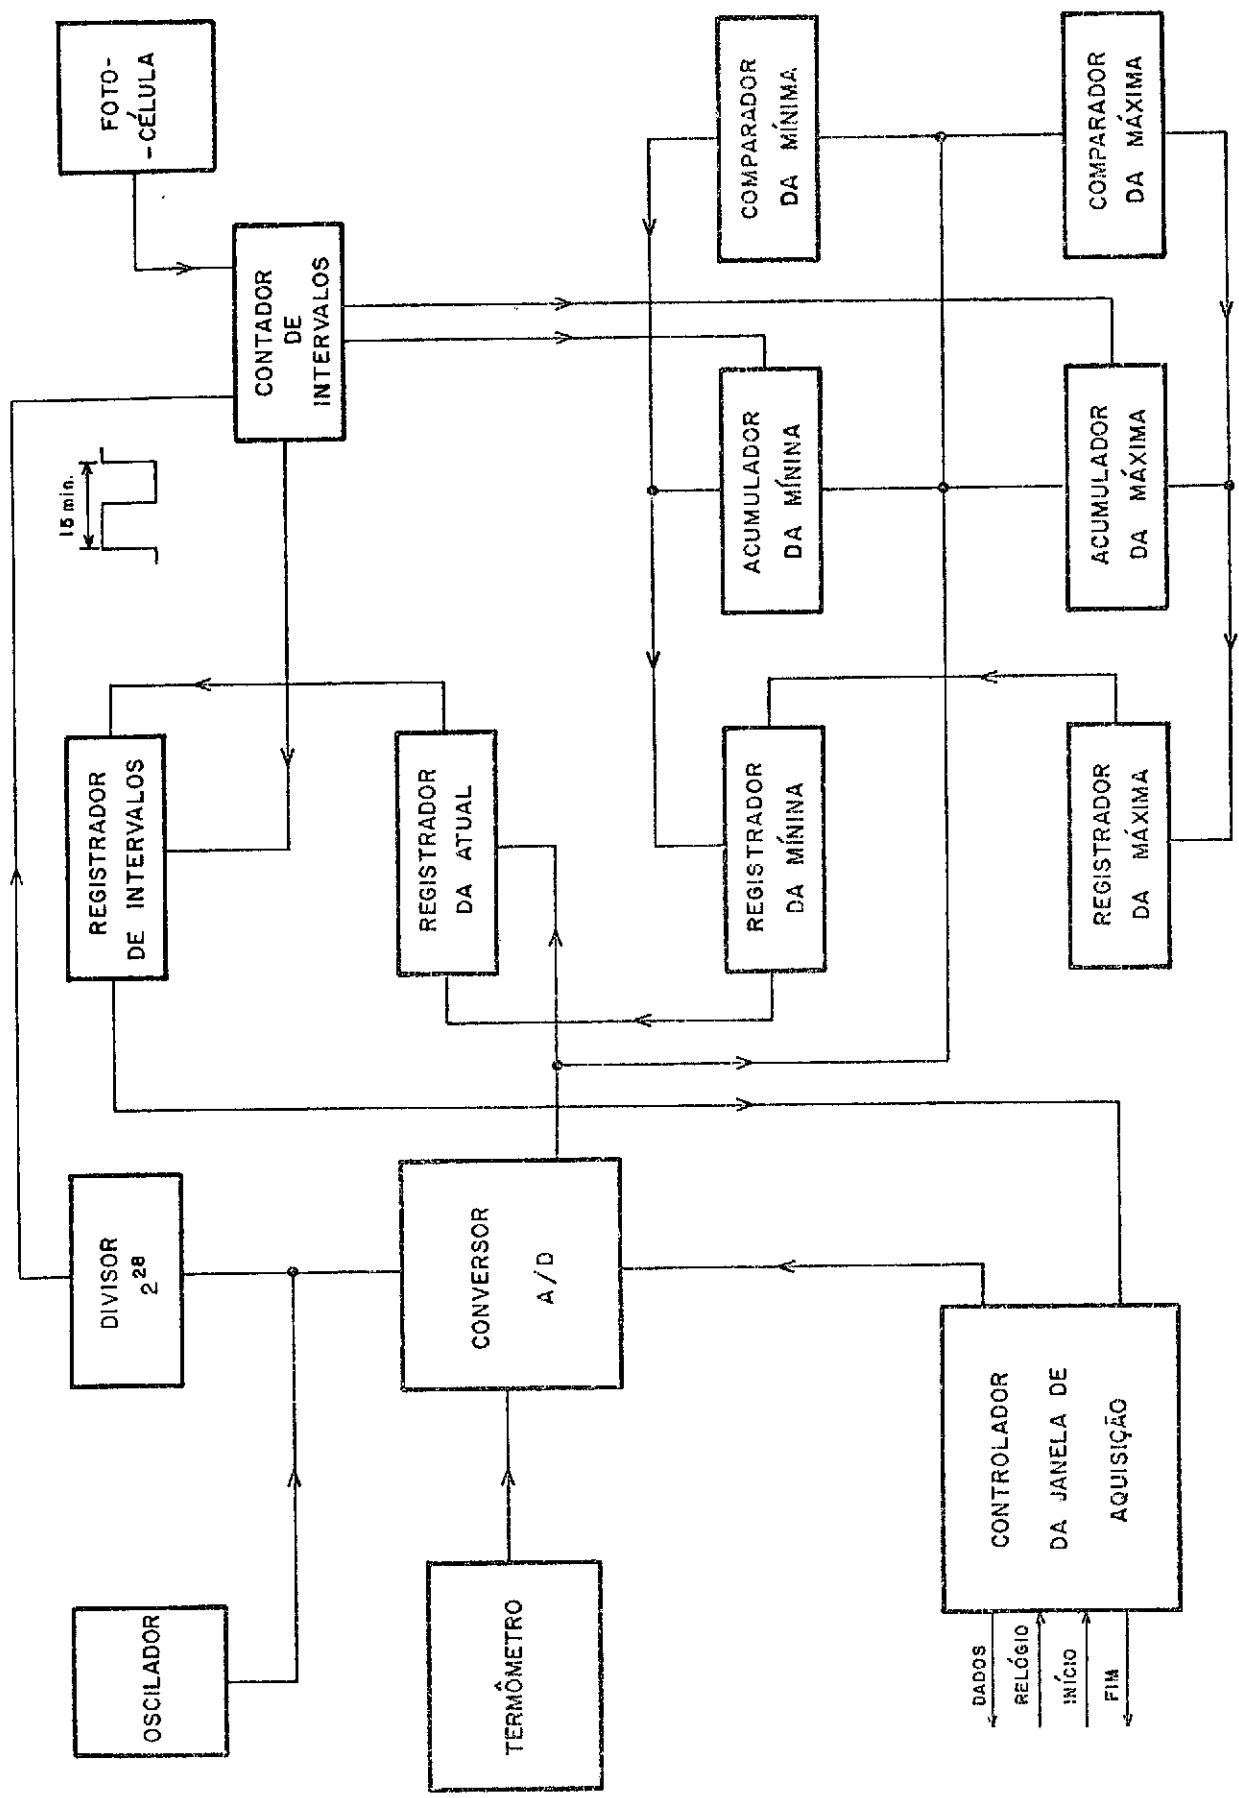 OSCILADOR
DIVISOR
2^28
15 min.
FOTO-
-CÉLULA
REGISTRADOR
DE INTERVALOS
CONTADOR
DE
INTERVALOS
TERMÔMETRO
CONVERSOR
A/D
REGISTRADOR
DA ATUAL
REGISTRADOR
DA MÍNINA
ACUMULADOR
DA MÍNINA
COMPARADOR
DA MÍNIMA
DADOS
RELÓGIO
INÍCIO
FIM
CONTROLADOR
DA JANELA DE
AQUISIÇÃO
REGISTRADOR
DA MÁXIMA
ACUMULADOR
DA MÁXIMA
COMPARADOR
DA MÁXIMA